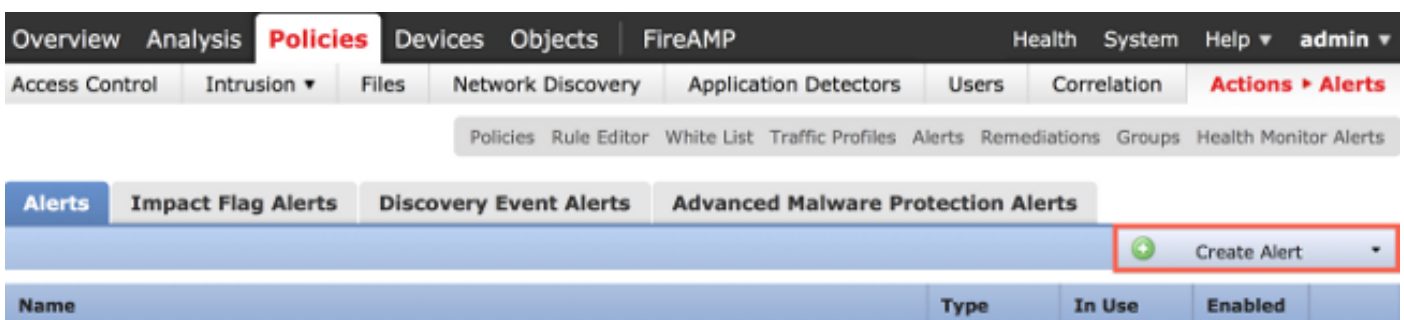 Overview Analysis Policies Devices Objects FireAMP Health System Help ▾ admin ▾
Access Control Intrusion ▾ Files Network Discovery Application Detectors Users Correlation Actions ▸ Alerts
Policies Rule Editor White List Traffic Profiles Alerts Remediations Groups Health Monitor Alerts
Alerts Impact Flag Alerts Discovery Event Alerts Advanced Malware Protection Alerts
Create Alert
Name Type In Use Enabled